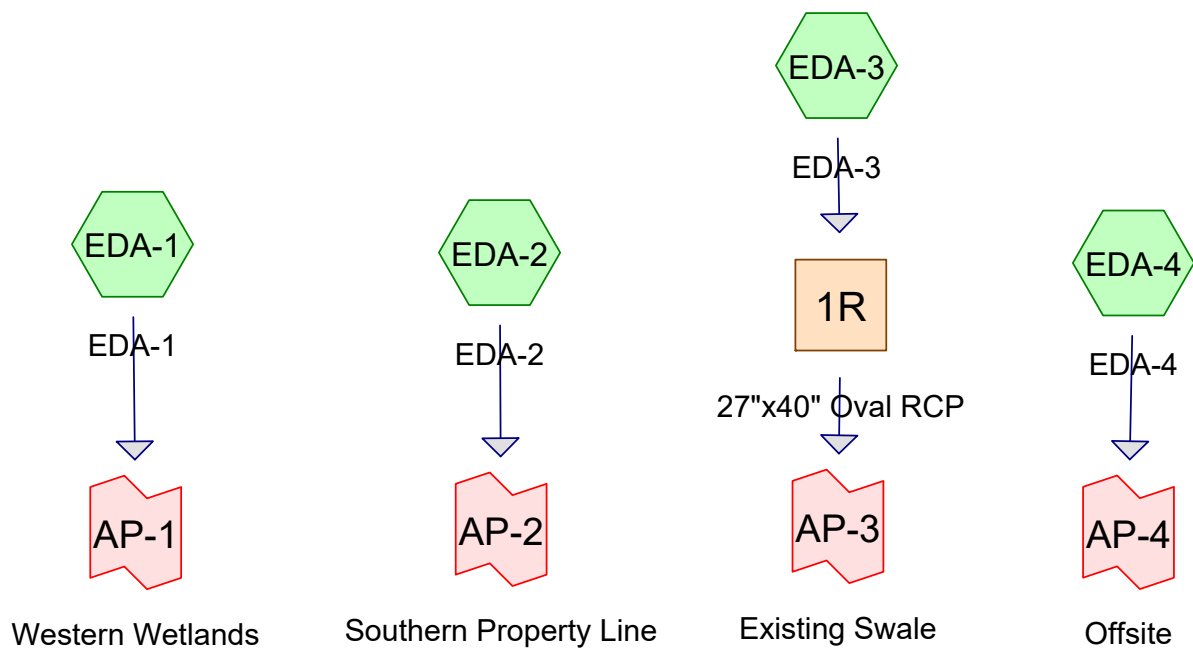 EDA-3
EDA-3
EDA-1
EDA-2
EDA-4
1R
EDA-1
EDA-2
EDA-4
27"x40" Oval RCP
AP-1
AP-2
AP-3
AP-4
Western Wetlands
Southern Property Line
Existing Swale
Offsite